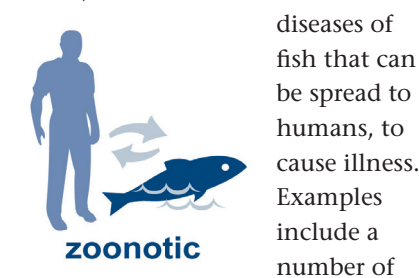 diseases of
fish that can
be spread to
humans, to
cause illness.
Examples
include a
number of
zoonotic